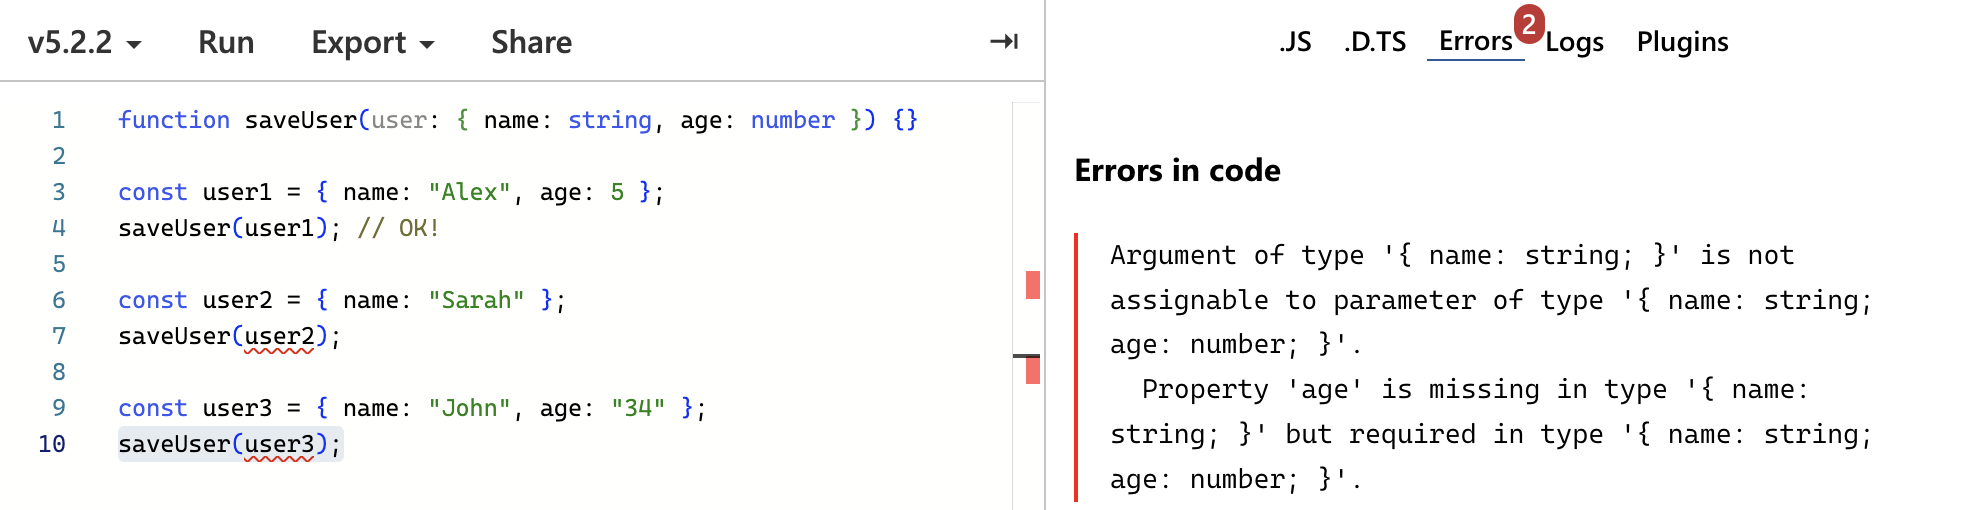 v5.2.2 Run Export Share
.JS .D.TS Errors 2 Logs Plugins
1 function saveUser(user: { name: string, age: number }) {}
2
3 const user1 = { name: "Alex", age: 5 };
4 saveUser(user1); // OK!
5
6 const user2 = { name: "Sarah" };
7 saveUser(user2);
8
9 const user3 = { name: "John", age: "34" };
10 saveUser(user3);
Errors in code
Argument of type '{ name: string; }' is not
assignable to parameter of type '{ name: string;
age: number; }'.
Property 'age' is missing in type '{ name:
string; }' but required in type '{ name: string;
age: number; }'.